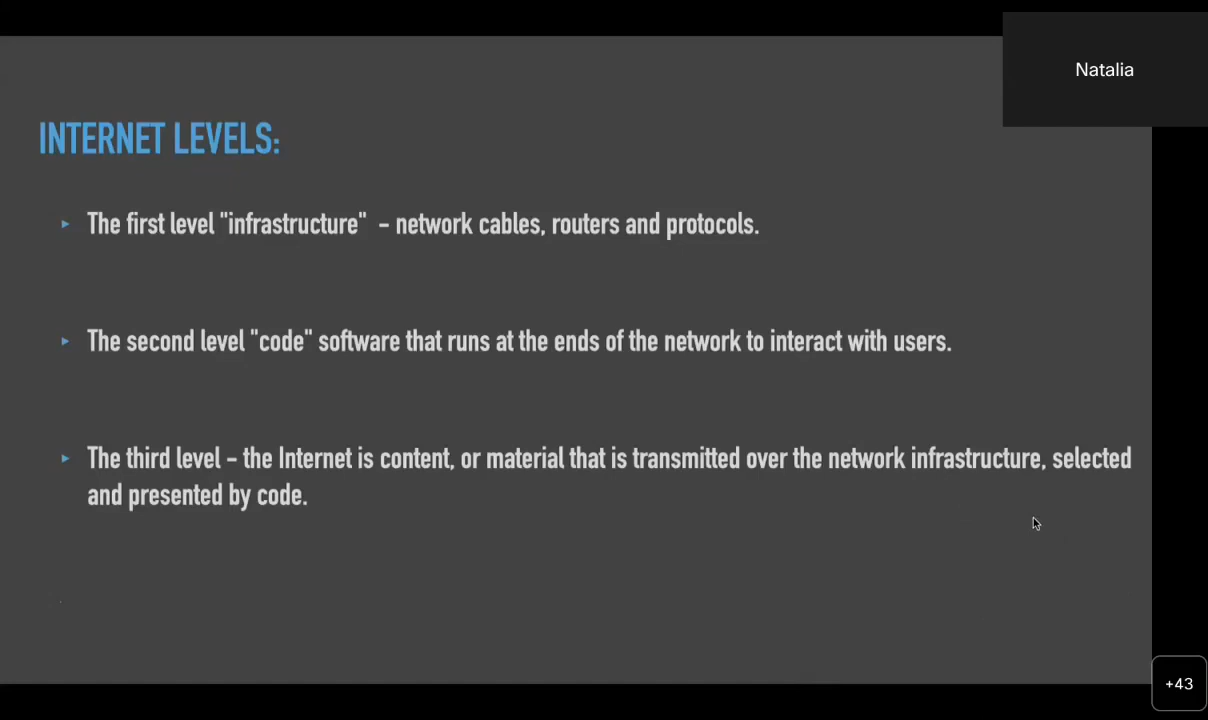 Natalia
INTERNET LEVELS:
▸ The first level "infrastructure"  - network cables, routers and protocols.
▸ The second level "code" software that runs at the ends of the network to interact with users.
▸ The third level - the Internet is content, or material that is transmitted over the network infrastructure, selected
and presented by code.
+43